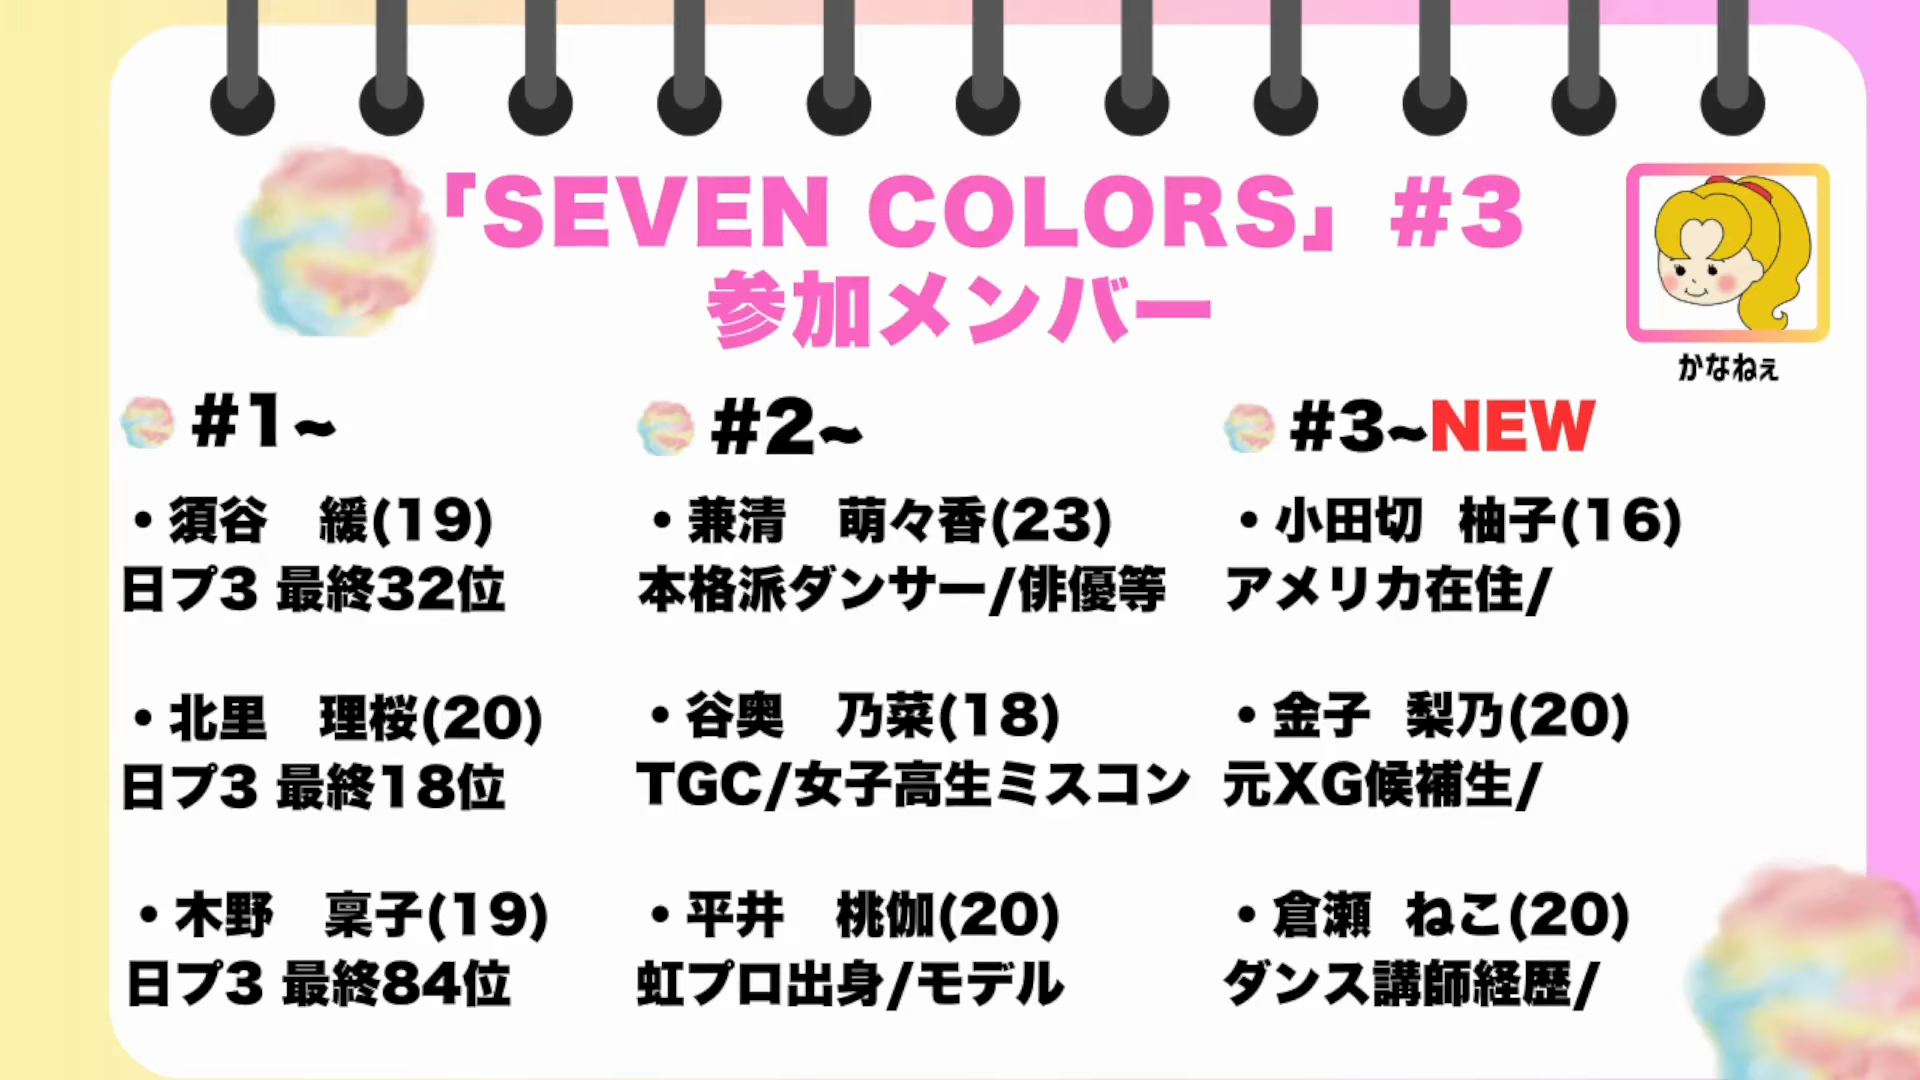 「SEVEN COLORS」#3
参加メンバー
かなねぇ
#1~
・須谷　緩(19)
日プ3 最終32位
・北里　理桜(20)
日プ3 最終18位
・木野　稟子(19)
日プ3 最終84位
#2~
・兼清　萌々香(23)
本格派ダンサー/俳優等
・谷奥　乃菜(18)
TGC/女子高生ミスコン
・平井　桃伽(20)
虹プロ出身/モデル
#3~NEW
・小田切 柚子(16)
アメリカ在住/
・金子 梨乃(20)
元XG候補生/
・倉瀬 ねこ(20)
ダンス講師経歴/